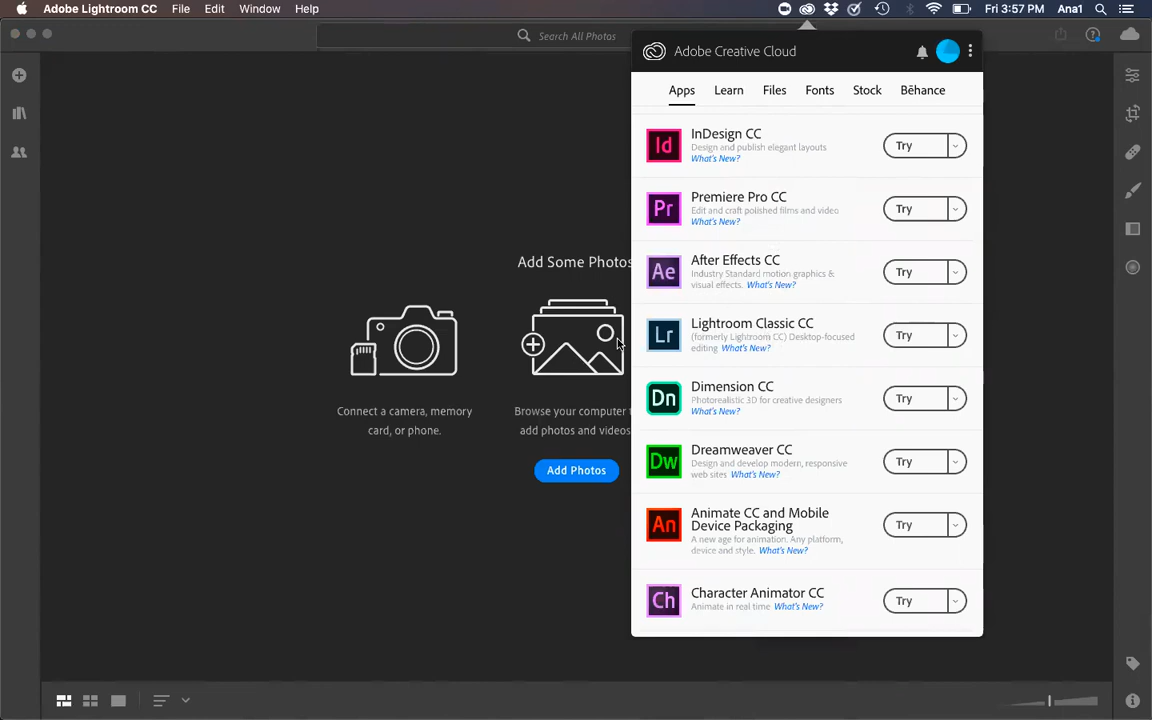 Adobe Lightroom CC File Edit Window Help
Fri 3:57 PM Ana1
Search All Photos
Adobe Creative Cloud
Apps Learn Files Fonts Stock Bēhance
Id InDesign CC Try
Design and publish elegant layouts
What's New?
Pr Premiere Pro CC Try
Edit and craft polished films and video
What's New?
Ae After Effects CC Try
Industry Standard motion graphics &
visual effects. What's New?
Lr Lightroom Classic CC Try
(formerly Lightroom CC) Desktop-focused
editing What's New?
Dn Dimension CC Try
Photorealistic 3D for creative designers
What's New?
Dw Dreamweaver CC Try
Design and develop modern, responsive
web sites What's New?
An Animate CC and Mobile
Device Packaging Try
A new age for animation. Any platform,
device and style. What's New?
Ch Character Animator CC Try
Animate in real time What's New?
Add Some Photos
Connect a camera, memory
card, or phone.
Browse your computer
add photos and videos
Add Photos